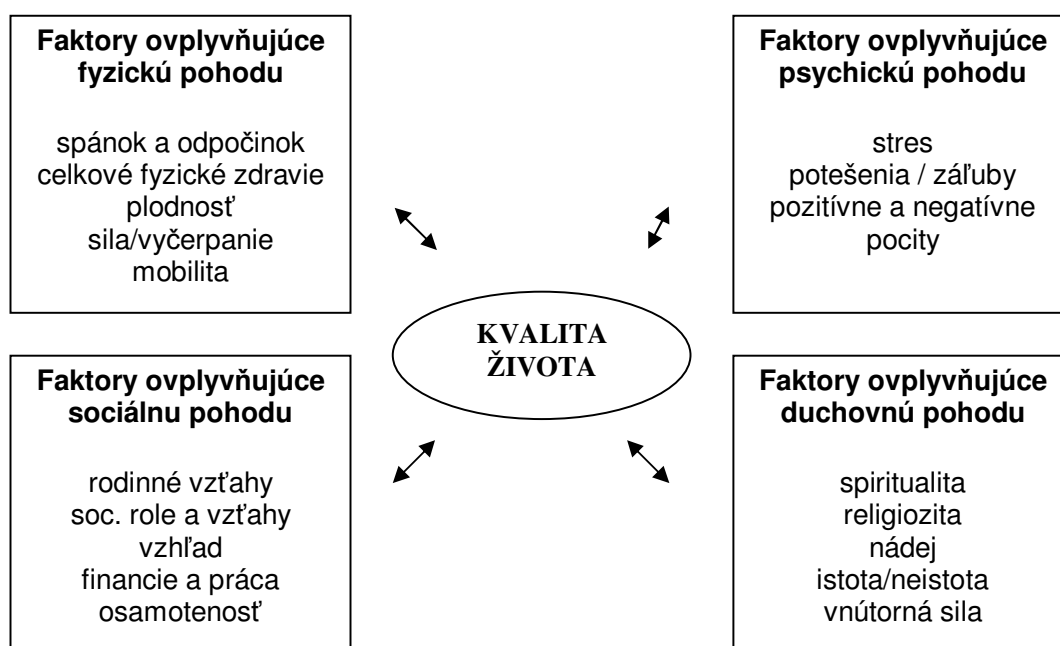 Faktory ovplyvňujúce
fyzickú pohodu
spánok a odpočinok
celkové fyzické zdravie
plodnosť
sila/vyčerpanie
mobilita
Faktory ovplyvňujúce
psychickú pohodu
stres
potešenia / záľuby
pozitívne a negatívne
pocity
KVALITA
ŽIVOTA
Faktory ovplyvňujúce
sociálnu pohodu
rodinné vzťahy
soc. role a vzťahy
vzhľad
financie a práca
osamotenosť
Faktory ovplyvňujúce
duchovnú pohodu
spiritualita
religiozita
nádej
istota/neistota
vnútorná sila